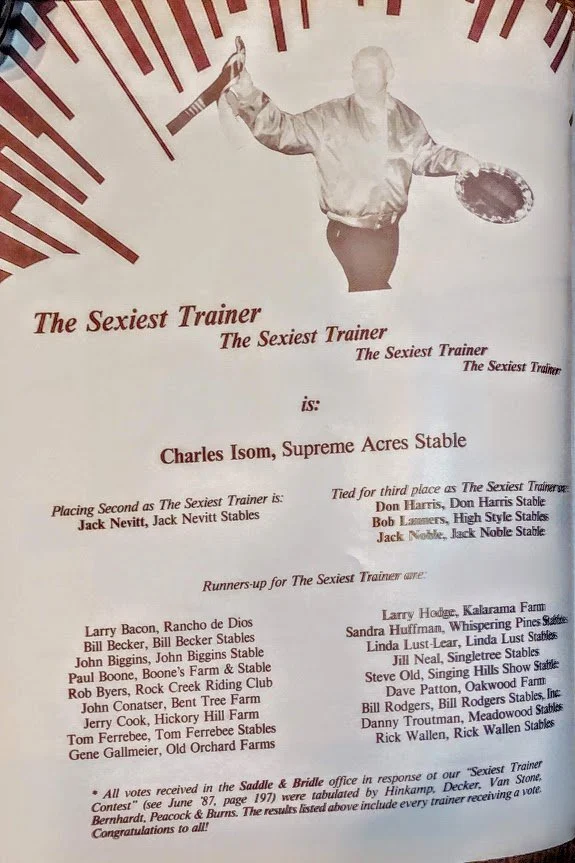 The Sexiest Trainer
The Sexiest Trainer
The Sexiest Trainer
The Sexiest Trainer
is:
Charles Isom, Supreme Acres Stable
Placing Second as The Sexiest Trainer is:
Jack Nevitt, Jack Nevitt Stables
Tied for third place as The Sexiest Trainer are:
Don Harris, Don Harris Stable
Bob Lanners, High Style Stables
Jack Noble, Jack Noble Stable
Runners-up for The Sexiest Trainer are:
Larry Bacon, Rancho de Dios
Bill Becker, Bill Becker Stables
John Biggins, John Biggins Stable
Paul Boone, Boone's Farm & Stable
Rob Byers, Rock Creek Riding Club
John Conatser, Bent Tree Farm
Jerry Cook, Hickory Hill Farm
Tom Ferrebee, Tom Ferrebee Stables
Gene Gallmeier, Old Orchard Farms
Larry Hodge, Kalarama Farm
Sandra Huffman, Whispering Pines Stables
Linda Lust-Lear, Linda Lust Stables
Jill Neal, Singletree Stables
Steve Old, Singing Hills Show Stable
Dave Patton, Oakwood Farm
Bill Rodgers, Bill Rodgers Stables, Inc.
Danny Troutman, Meadowood Stables
Rick Wallen, Rick Wallen Stables
* All votes received in the Saddle & Bridle office in response ot our "Sexiest Trainer
Contest" (see June '87, page 197) were tabulated by Hinkamp, Decker, Van Stone,
Bernhardt, Peacock & Burns. The results listed above include every trainer receiving a vote.
Congratulations to all!